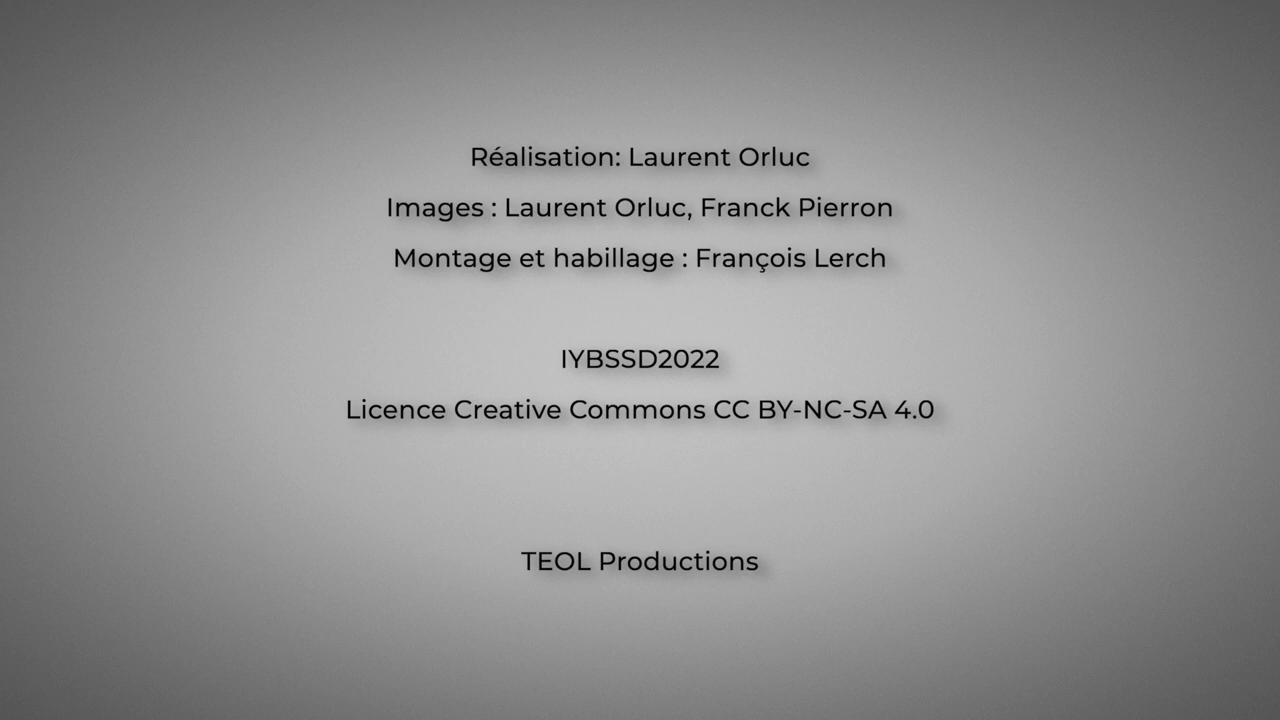 Réalisation: Laurent Orluc
Images : Laurent Orluc, Franck Pierron
Montage et habillage : François Lerch
IYBSSD2022
Licence Creative Commons CC BY-NC-SA 4.0
TEOL Productions